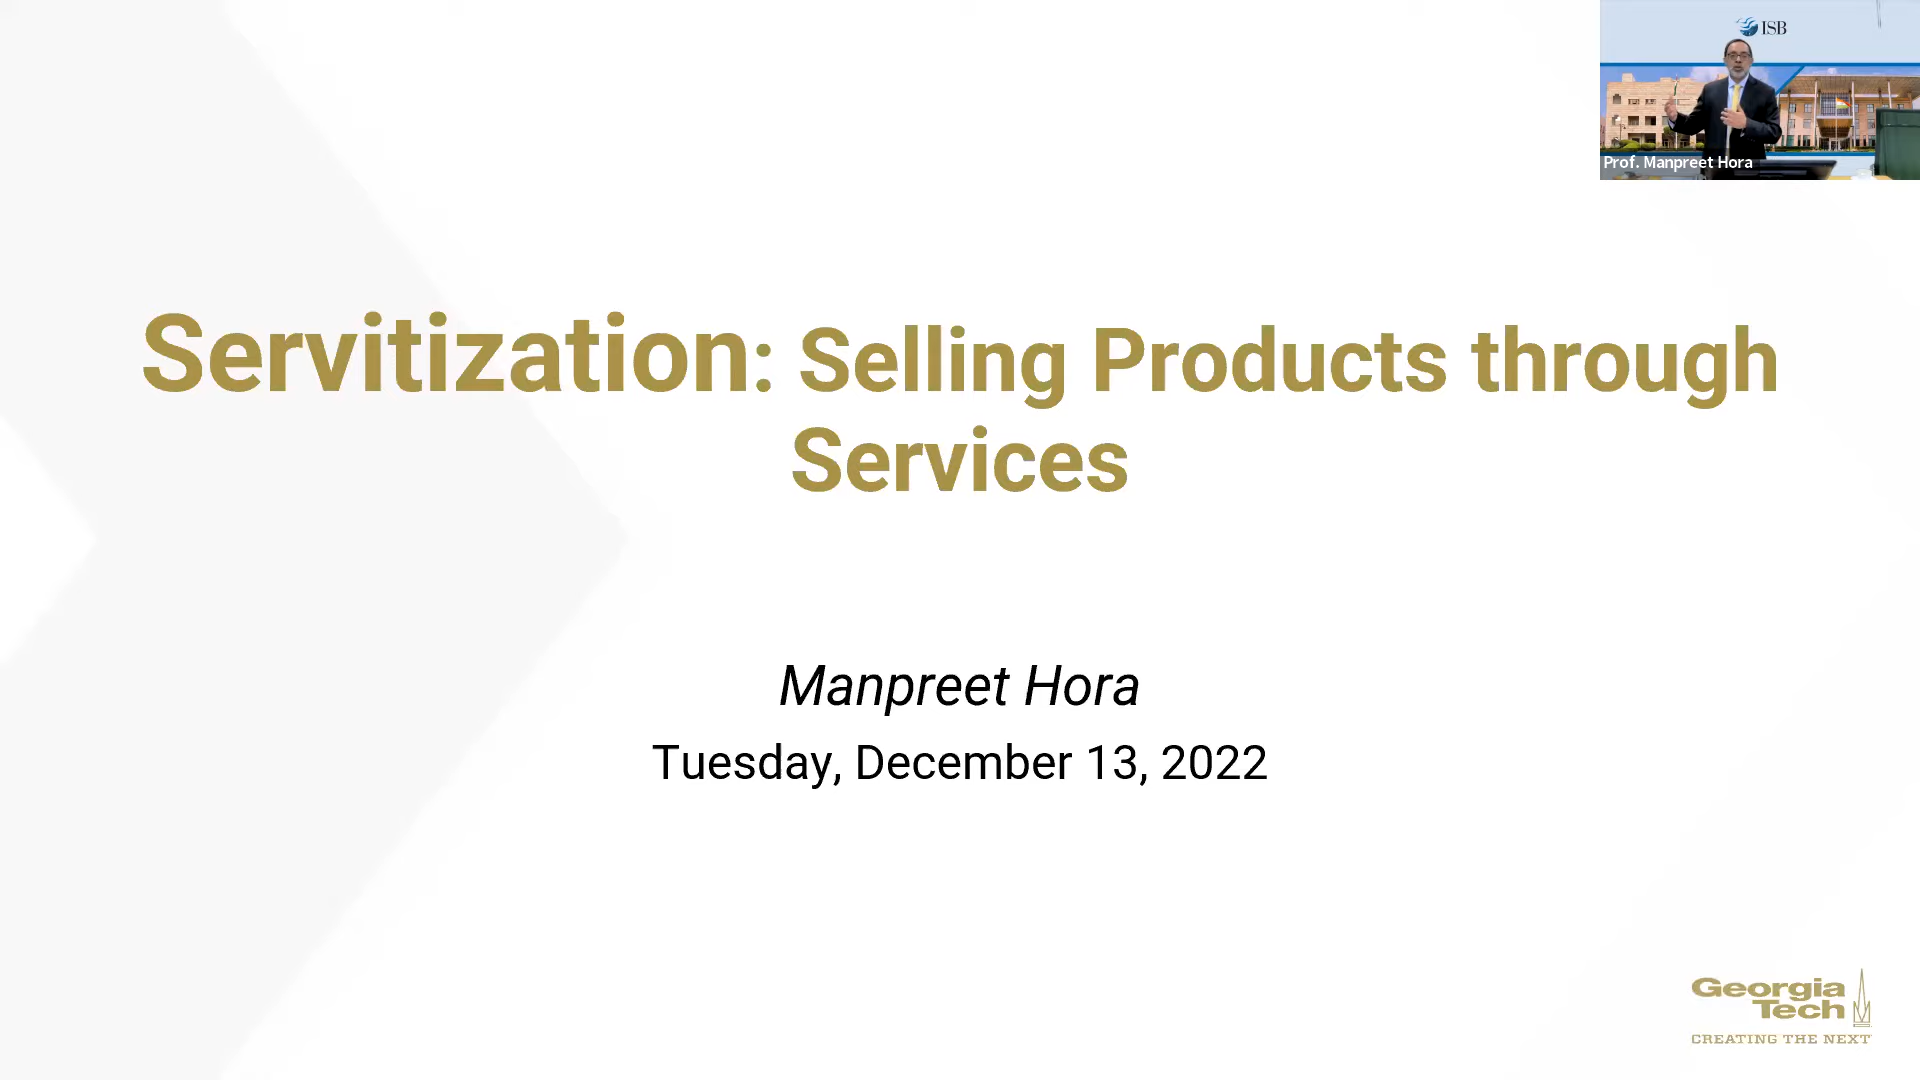 ISB
Prof. Manpreet Hora
Servitization: Selling Products through
Services
Manpreet Hora
Tuesday, December 13, 2022
Georgia
Tech
CREATING THE NEXT